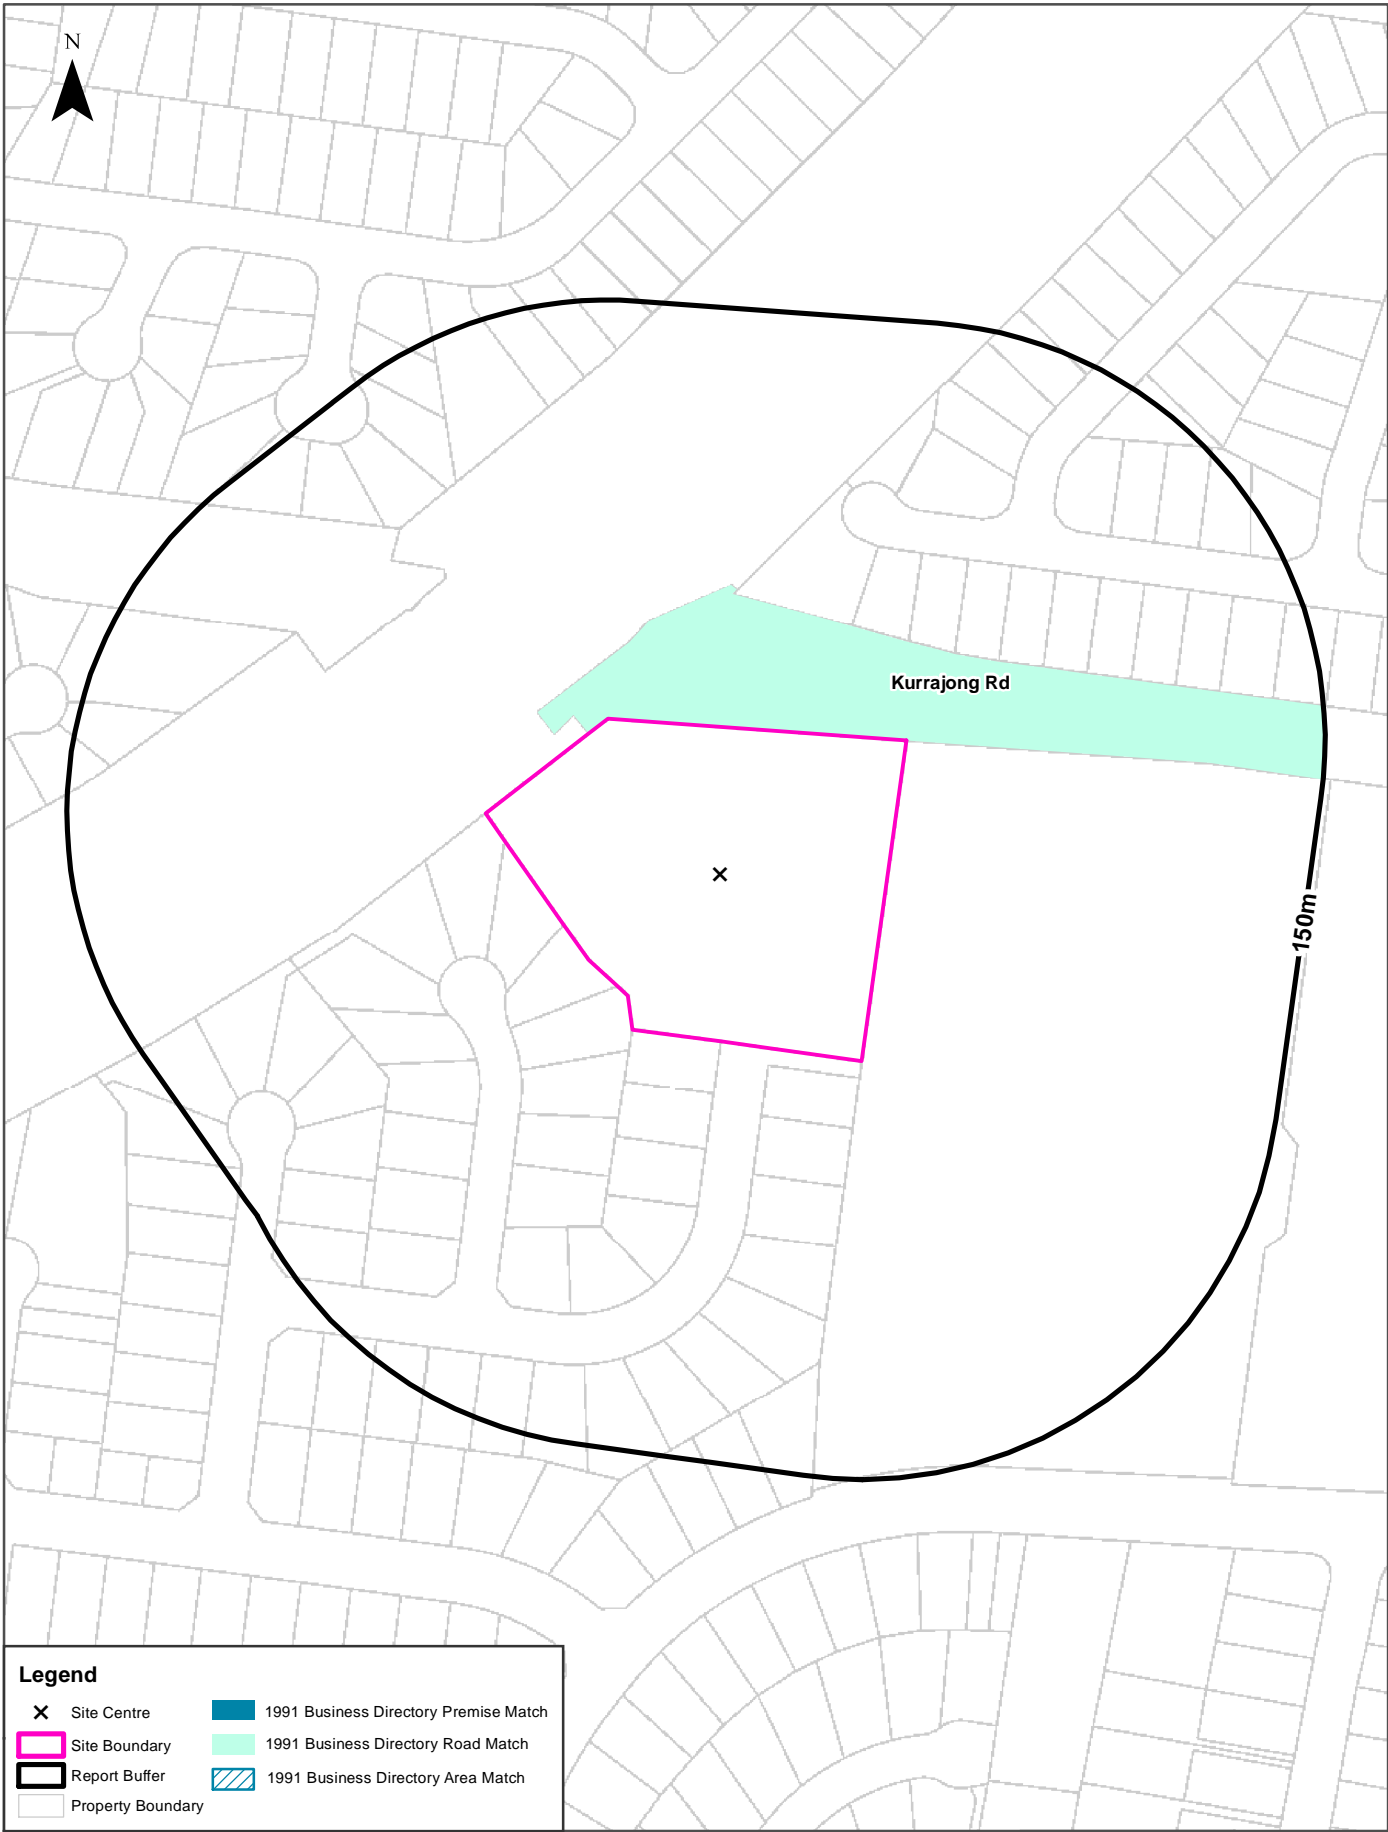 N
Kurrajong Rd
150m
Legend
Site Centre
Site Boundary
Report Buffer
Property Boundary
1991 Business Directory Premise Match
1991 Business Directory Road Match
1991 Business Directory Area Match